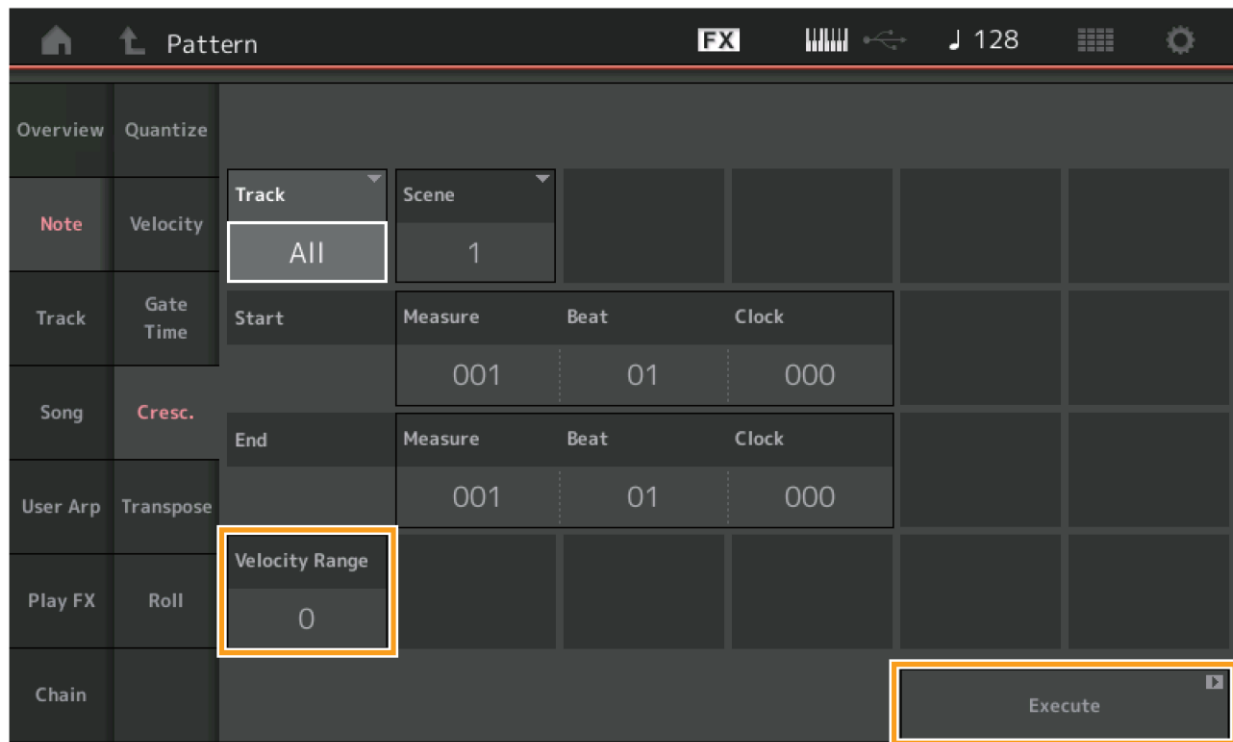 Pattern
FX
♩ 128
Overview
Note
Track
Song
User Arp
Play FX
Chain
Quantize
Velocity
Gate
Time
Cresc.
Transpose
Roll
Track
All
Scene
1
Start
Measure
Beat
Clock
001
01
000
End
Measure
Beat
Clock
001
01
000
Velocity Range
0
Execute